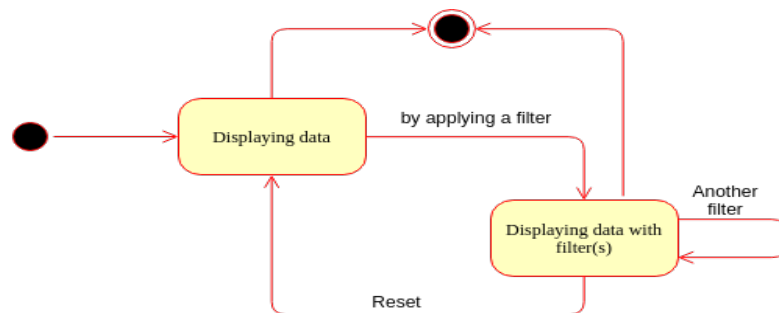 by applying a filter
Displaying data
Another
filter
Displaying data with
filter(s)
Reset